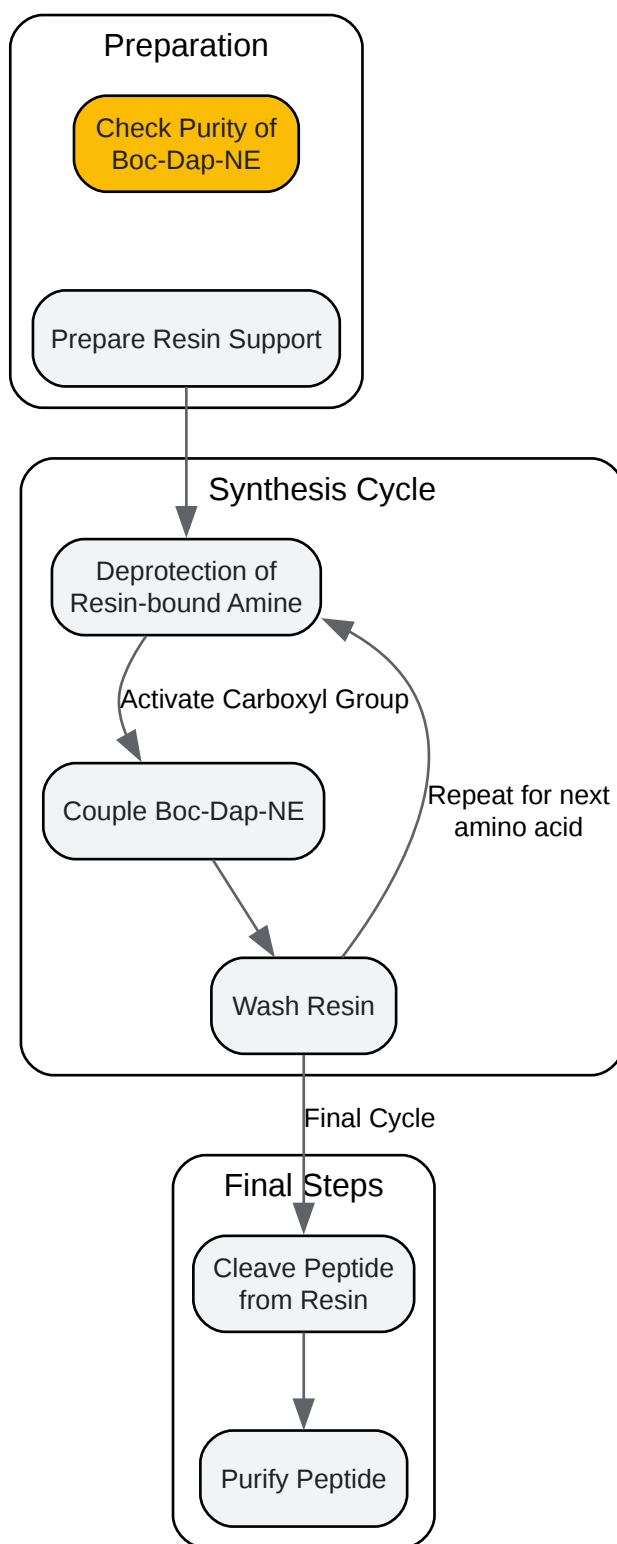 Preparation
Check Purity of
Boc-Dap-NE
Prepare Resin Support
Synthesis Cycle
Deprotection of
Resin-bound Amine
Activate Carboxyl Group
Couple Boc-Dap-NE
Repeat for next
amino acid
Wash Resin
Final Cycle
Final Steps
Cleave Peptide
from Resin
Purify Peptide